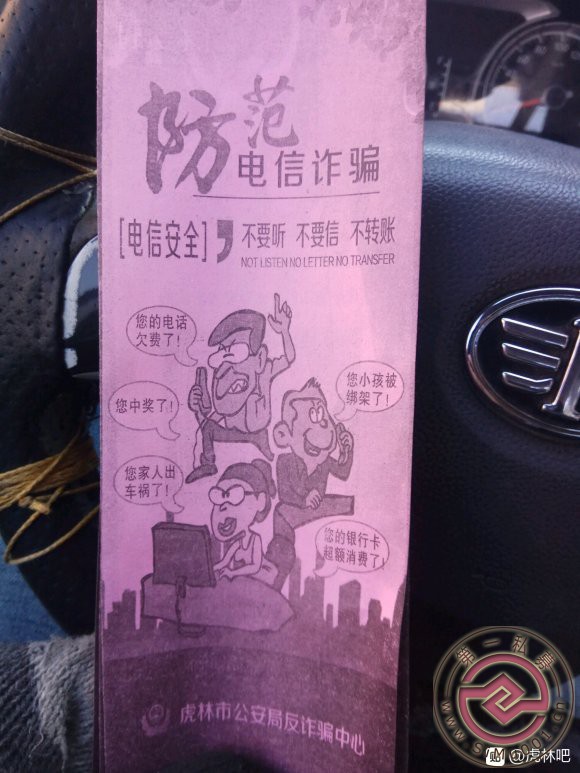 防范
电信诈骗
[电信安全]
不要听 不要信 不转账
NOT LISTEN NO LETTER NO TRANSFER
您的电话
欠费了!
您中奖了!
您小孩被
绑架了!
您家人出
车祸了!
您的银行卡
超额消费了!
虎林市公安局反诈骗中心
@虎林吧